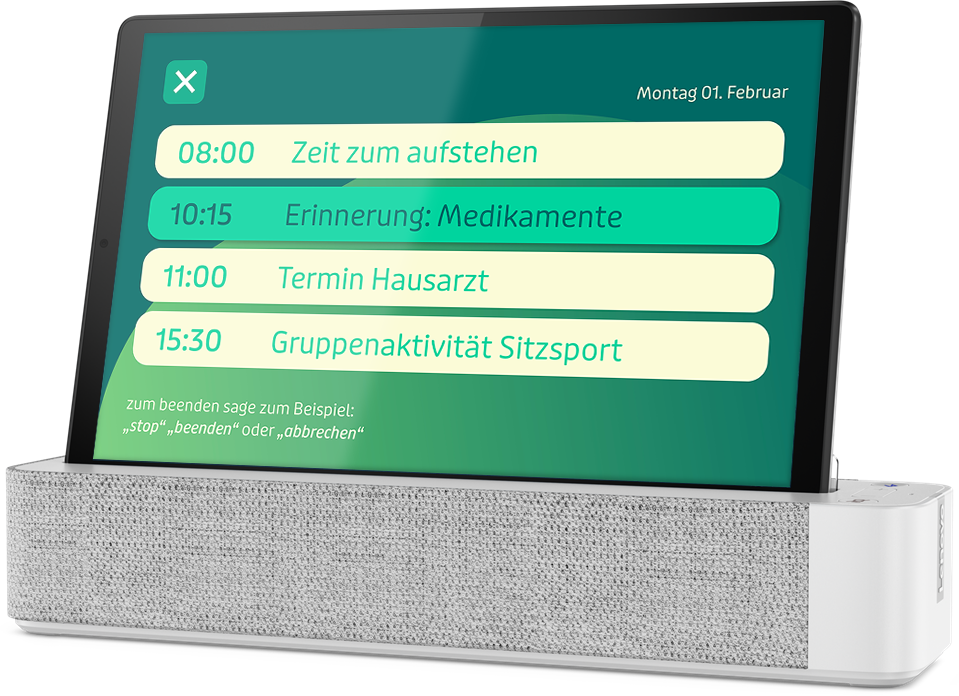 Montag 01. Februar
08:00 Zeit zum aufstehen
10:15 Erinnerung: Medikamente
11:00 Termin Hausarzt
15:30 Gruppenaktivität Sitzsport
zum beenden sage zum Beispiel:
„stop“ „beenden“ oder „abbrechen“
Lenovo